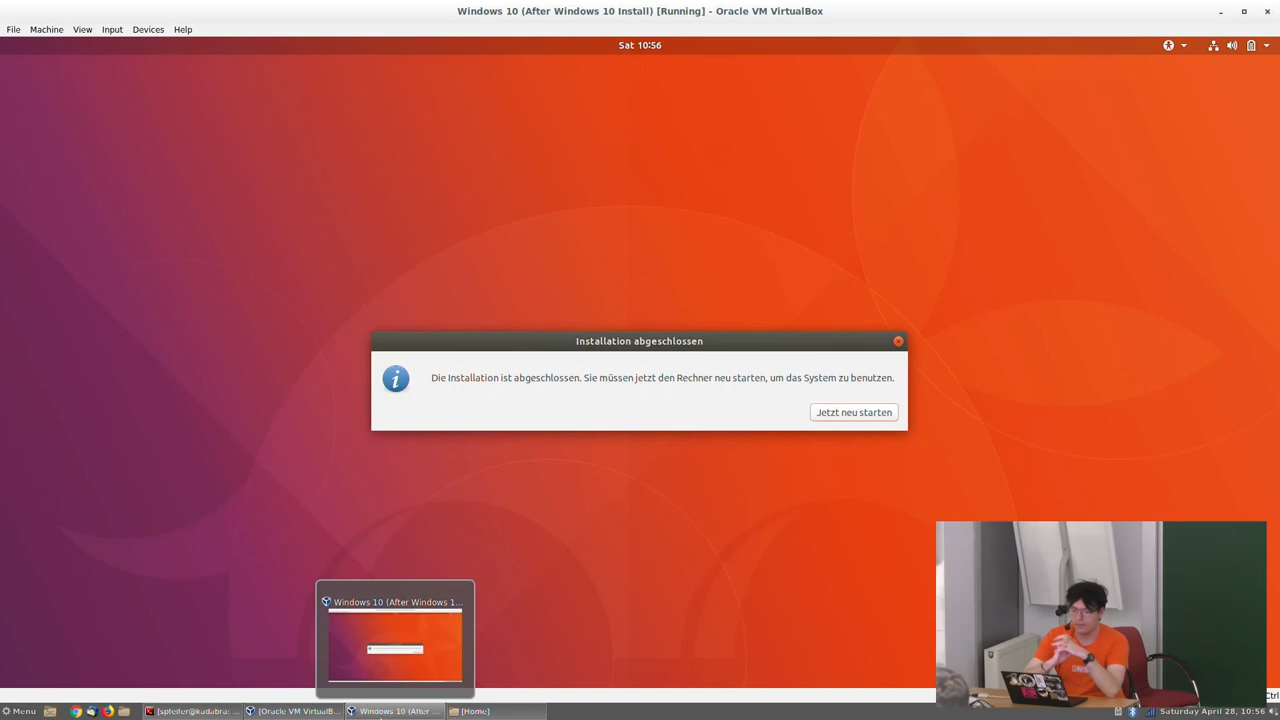 Windows 10 (After Windows 10 Install) [Running] - Oracle VM VirtualBox
File Machine View Input Devices Help
Sat 10:56
Installation abgeschlossen
Die Installation ist abgeschlossen. Sie müssen jetzt den Rechner neu starten, um das System zu benutzen.
Jetzt neu starten
Windows 10 (After Windows 1...
Ctrl
Menu
[spleiler@kadabra: ...
[Oracle VM VirtualB...
Windows 10 (After ...
[Home]
Saturday April 28, 10:56